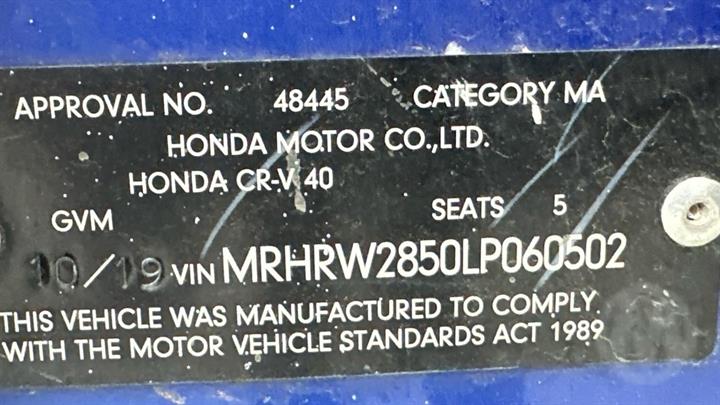 APPROVAL NO. 48445 CATEGORY MA
HONDA MOTOR CO.,LTD.
HONDA CR-V 40
GVM SEATS 5
10/19 VIN MRHRW2850LP060502
THIS VEHICLE WAS MANUFACTURED TO COMPLY
WITH THE MOTOR VEHICLE STANDARDS ACT 1989